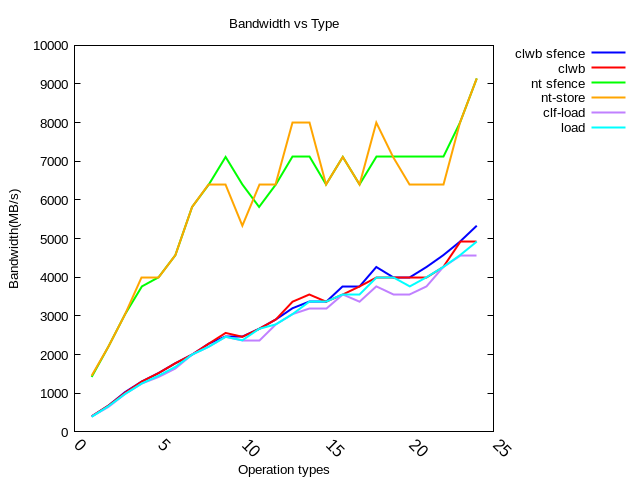 Bandwidth vs Type
10000
9000
8000
7000
6000
5000
4000
3000
2000
1000
0
Bandwidth(MB/s)
0
5
10
15
20
25
Operation types
clwb sfence
clwb
nt sfence
nt-store
clf-load
load